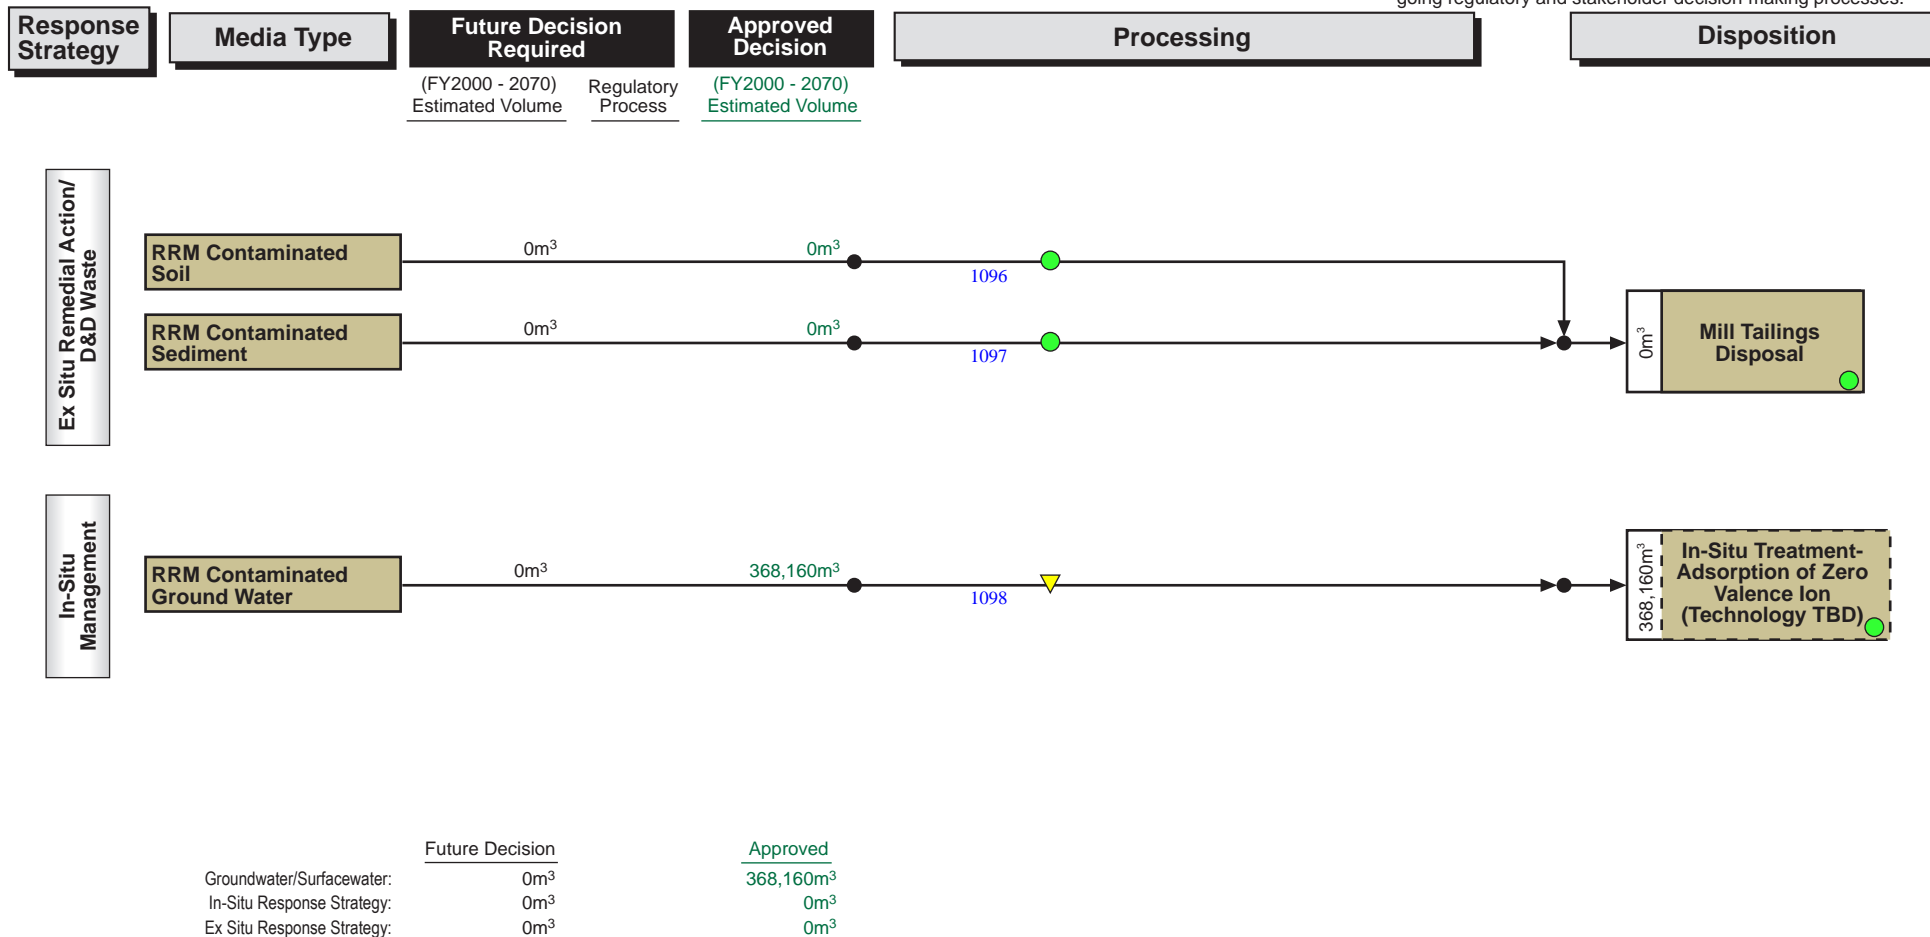 going regulatory and stakeholder decision-making processes.
Response
Strategy
Media Type
Future Decision
Required
Approved
Decision
Processing
Disposition
(FY2000 - 2070)
Estimated Volume
Regulatory
Process
(FY2000 - 2070)
Estimated Volume
Ex Situ Remedial Action/
D&D Waste
RRM Contaminated
Soil
0m³
0m³
1096
RRM Contaminated
Sediment
0m³
0m³
1097
0m³
Mill Tailings
Disposal
In-Situ
Management
RRM Contaminated
Ground Water
0m³
368,160m³
1098
368,160m³
In-Situ Treatment-
Adsorption of Zero
Valence Ion
(Technology TBD)
Future Decision
Approved
Groundwater/Surfacewater: 0m³ 368,160m³
In-Situ Response Strategy: 0m³ 0m³
Ex Situ Response Strategy: 0m³ 0m³